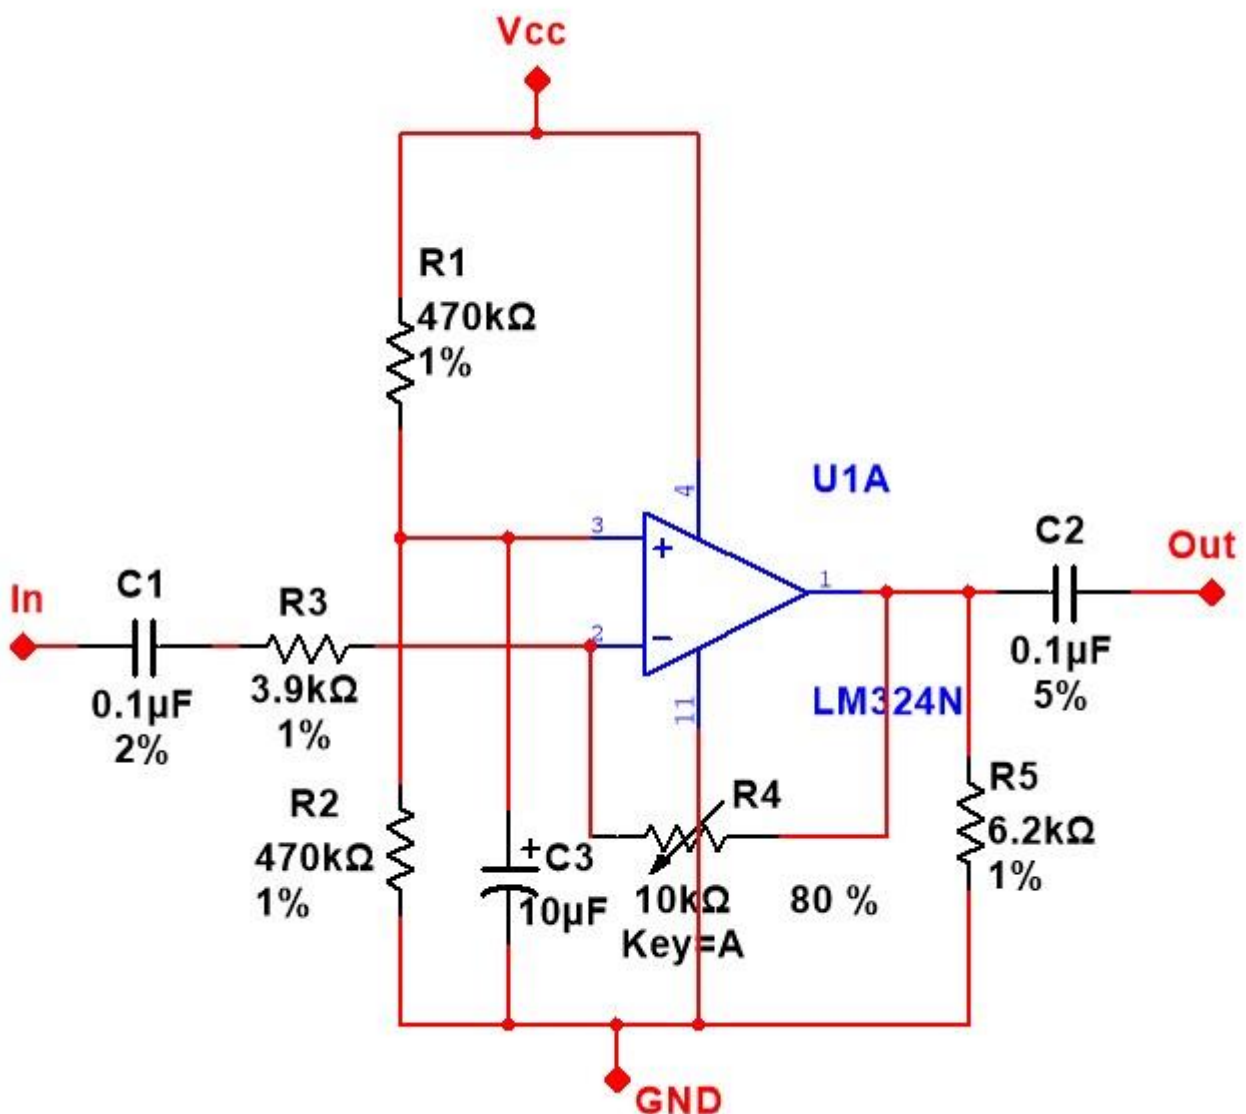 Vcc
R1
470kΩ
1%
4
U1A
3
+
C2
Out
1
In
C1
R3
2
−
0.1µF
5%
0.1µF
2%
3.9kΩ
1%
11
LM324N
R2
470kΩ
1%
+
C3
10µF
R4
10kΩ
80 %
Key=A
R5
6.2kΩ
1%
GND